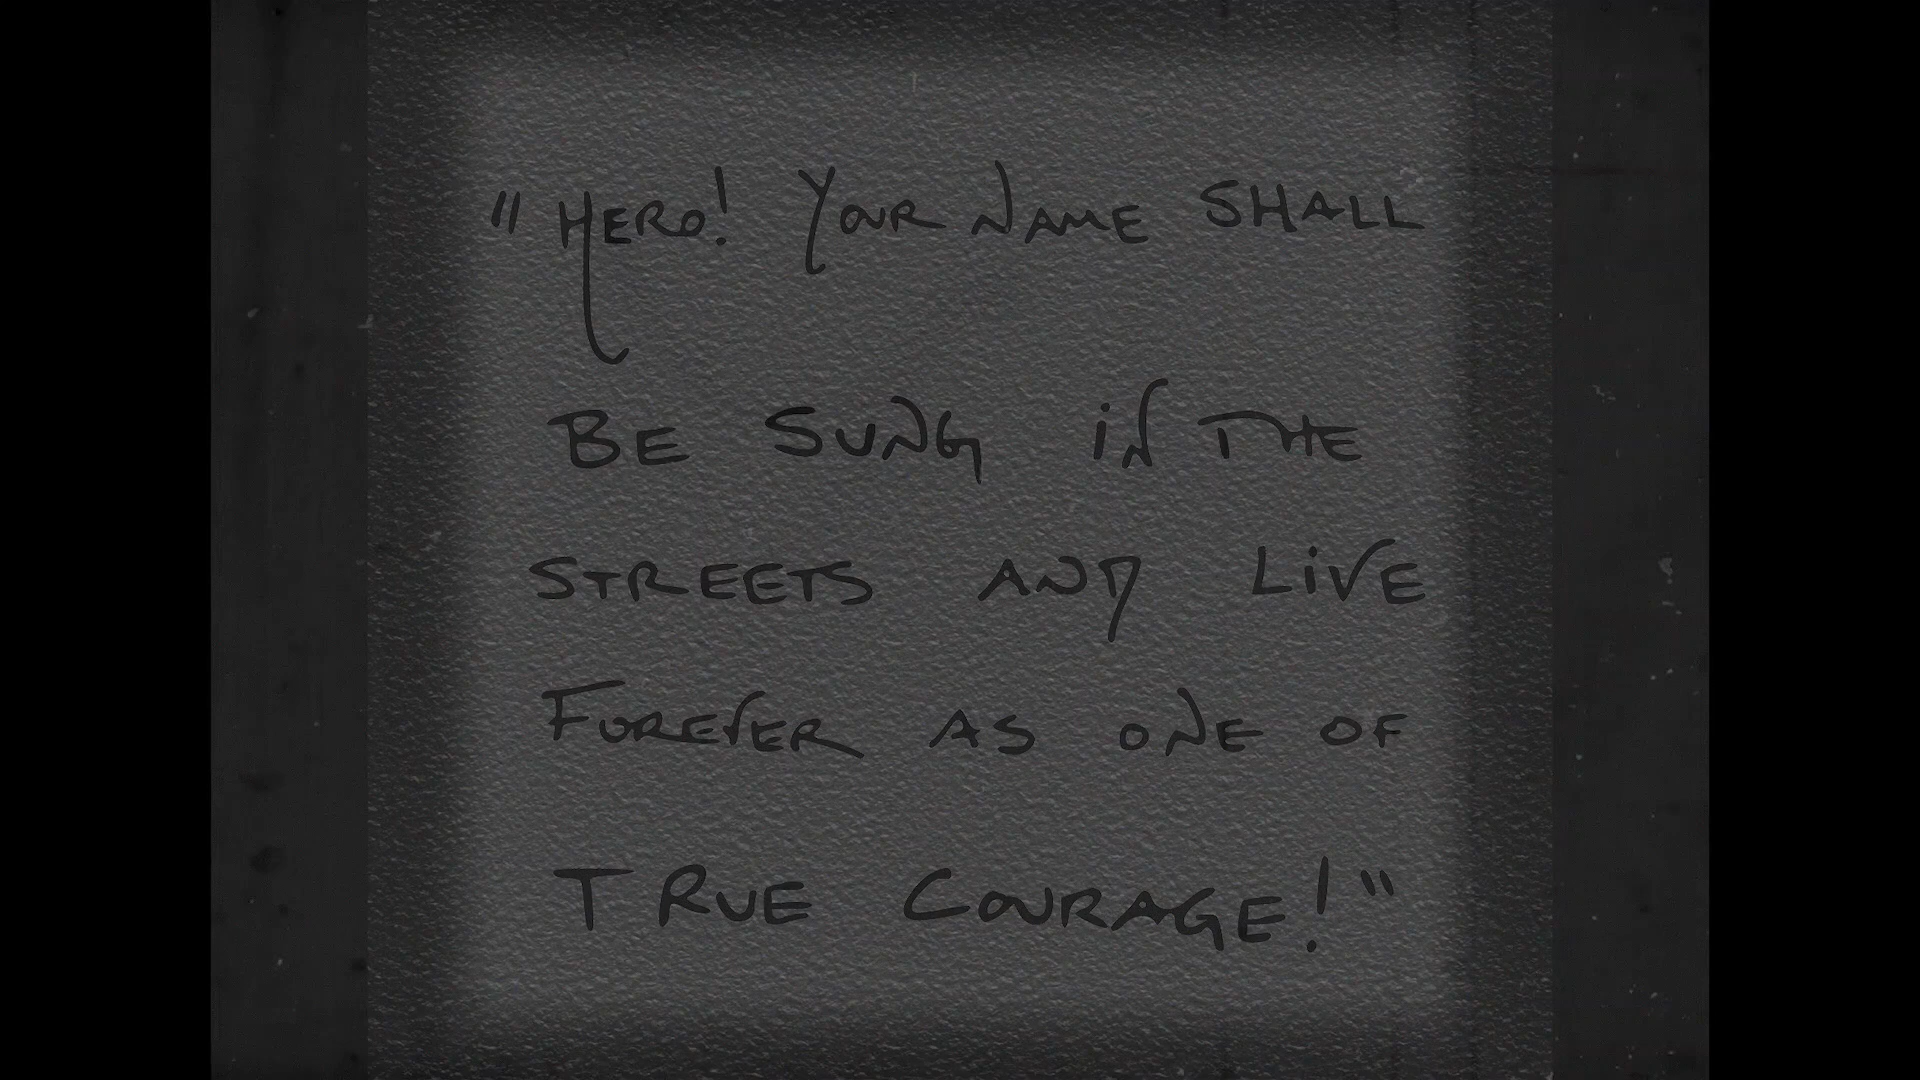 "HERO! YOUR NAME SHALL
BE SUNG iN THE
STREETS AND LiVE
FOREVER AS ONE OF
TRUE COURAGE!"